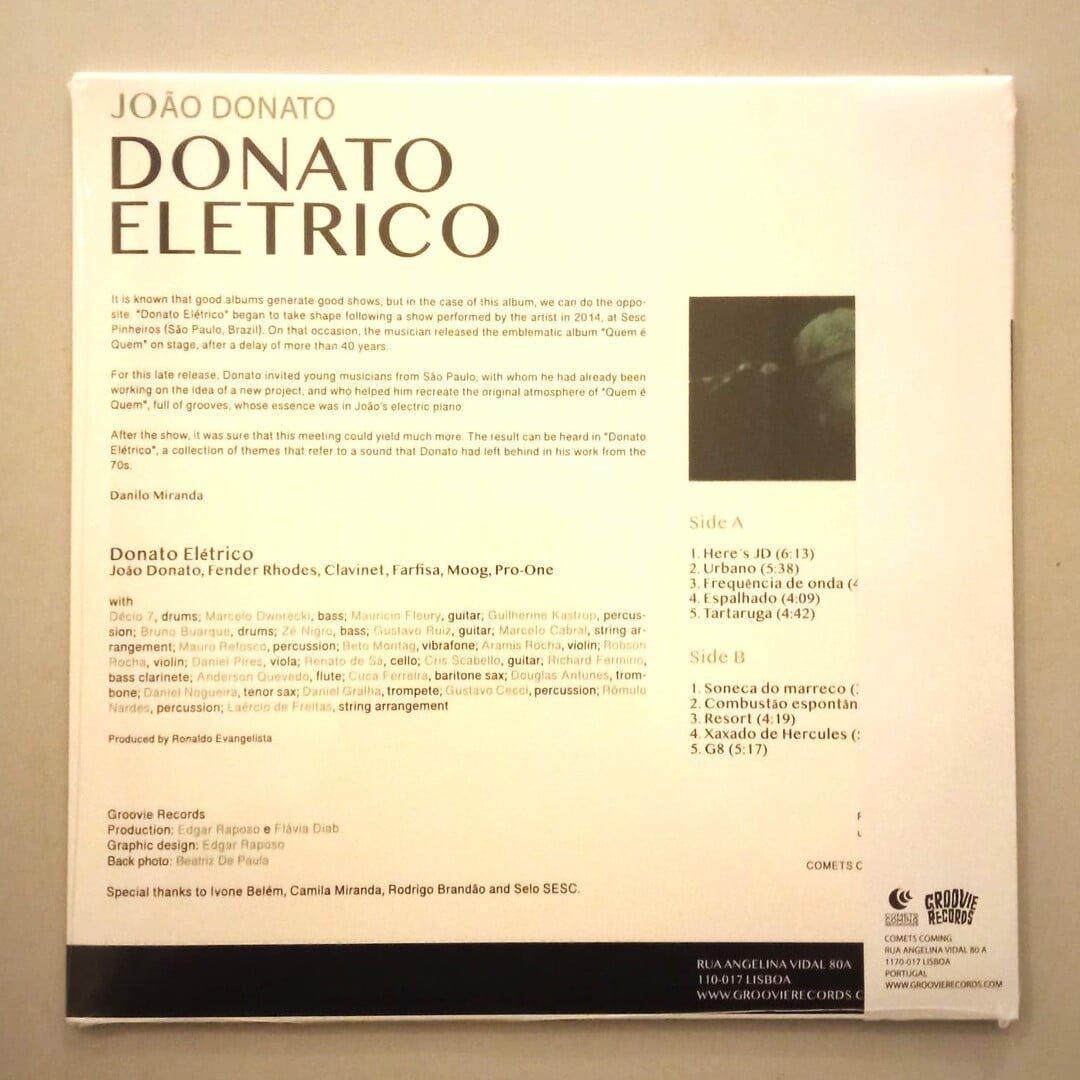 JOÃO DONATO
DONATO
ELETRICO
It is known that good albums generate good shows, but in the case of this album, we can do the oppo-
site. "Donato Elétrico" began to take shape following a show performed by the artist in 2014, at Sesc
Pinheiros (São Paulo, Brazil). On that occasion, the musician released the emblematic album "Quem é
Quem" on stage, after a delay of more than 40 years.
For this late release, Donato invited young musicians from São Paulo, with whom he had already been
working on the idea of a new project, and who helped him recreate the original atmosphere of "Quem é
Quem", full of grooves, whose essence was in João's electric piano.
After the show, it was sure that this meeting could yield much more. The result can be heard in "Donato
Elétrico", a collection of themes that refer to a sound that Donato had left behind in his work from the
70s.
Danilo Miranda
Donato Elétrico
João Donato, Fender Rhodes, Clavinet, Farfisa, Moog, Pro-One
with
Décio 7, drums; Marcelo Dworecki, bass; Mauricio Fleury, guitar; Guilherme Kastrup, percus-
sion; Bruno Buarque, drums; Zé Nigro, bass; Gustavo Ruiz, guitar; Marcelo Cabral, string ar-
rangement; Mauro Refosco, percussion; Beto Montag, vibrafone; Aramis Rocha, violin; Robson
Rocha, violin; Daniel Pires, viola; Renato de Sá, cello; Cris Scabello, guitar; Richard Fermino,
bass clarinete; Anderson Quevedo, flute; Cuca Ferreira, baritone sax; Douglas Antunes, trom-
bone; Daniel Nogueira, tenor sax; Daniel Gralha, trompete; Gustavo Cecci, percussion; Rômulo
Nardes, percussion; Laércio de Freitas, string arrangement
Produced by Ronaldo Evangelista
Groovie Records
Production: Edgar Raposo e Flávia Diab
Graphic design: Edgar Raposo
Back photo: Beatriz De Paula
Special thanks to Ivone Belém, Camila Miranda, Rodrigo Brandão and Selo SESC.
Side A
1. Here´s JD (6:13)
2. Urbano (5:38)
3. Frequência de onda (4
4. Espalhado (4:09)
5. Tartaruga (4:42)
Side B
1. Soneca do marreco (
2. Combustão espontân
3. Resort (4:19)
4. Xaxado de Hercules (
5. G8 (5:17)
COMETS C
RUA ANGELINA VIDAL 80A
110-017 LISBOA
WWW.GROOVIERECORDS.C
COMETS
COMING
GROOVIE
RECORDS
COMETS COMING
RUA ANGELINA VIDAL 80 A
1170-017 LISBOA
PORTUGAL
WWW.GROOVIERECORDS.COM